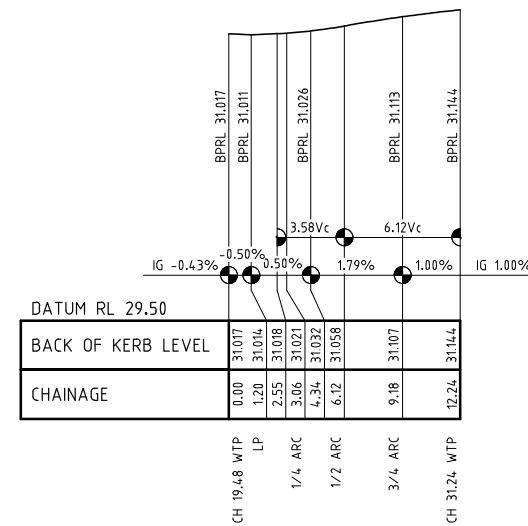 BPRL 31.017
BPRL 31.011
BPRL 31.026
BPRL 31.113
BPRL 31.144
3.58Vc
6.12Vc
IG -0.43%
-0.50%
0.50%
1.79%
1.00%
IG 1.00%
DATUM RL 29.50
BACK OF KERB LEVEL
31.017
31.014
31.018
31.021
31.032
31.058
31.107
31.144
CHAINAGE
0.00
1.20
2.55
3.06
4.34
6.12
9.18
12.24
CH 19.48 WTP
LP
1/4 ARC
1/2 ARC
3/4 ARC
CH 31.24 WTP